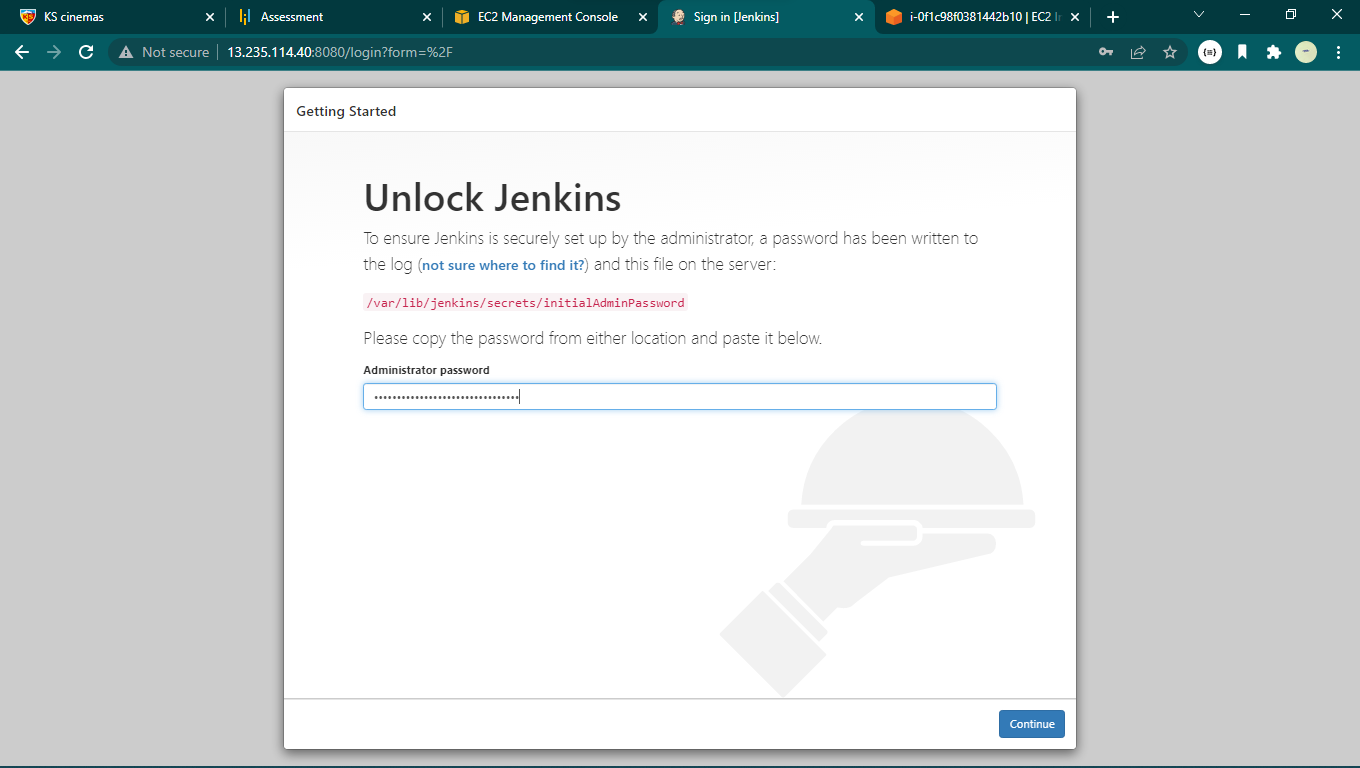 KS cinemas
Assessment
EC2 Management Console
Sign in [Jenkins]
i-0f1c98f0381442b10 | EC2 In
Not secure
13.235.114.40:8080/login?form=%2F
Getting Started
Unlock Jenkins
To ensure Jenkins is securely set up by the administrator, a password has been written to
the log (not sure where to find it?) and this file on the server:
/var/lib/jenkins/secrets/initialAdminPassword
Please copy the password from either location and paste it below.
Administrator password
Continue